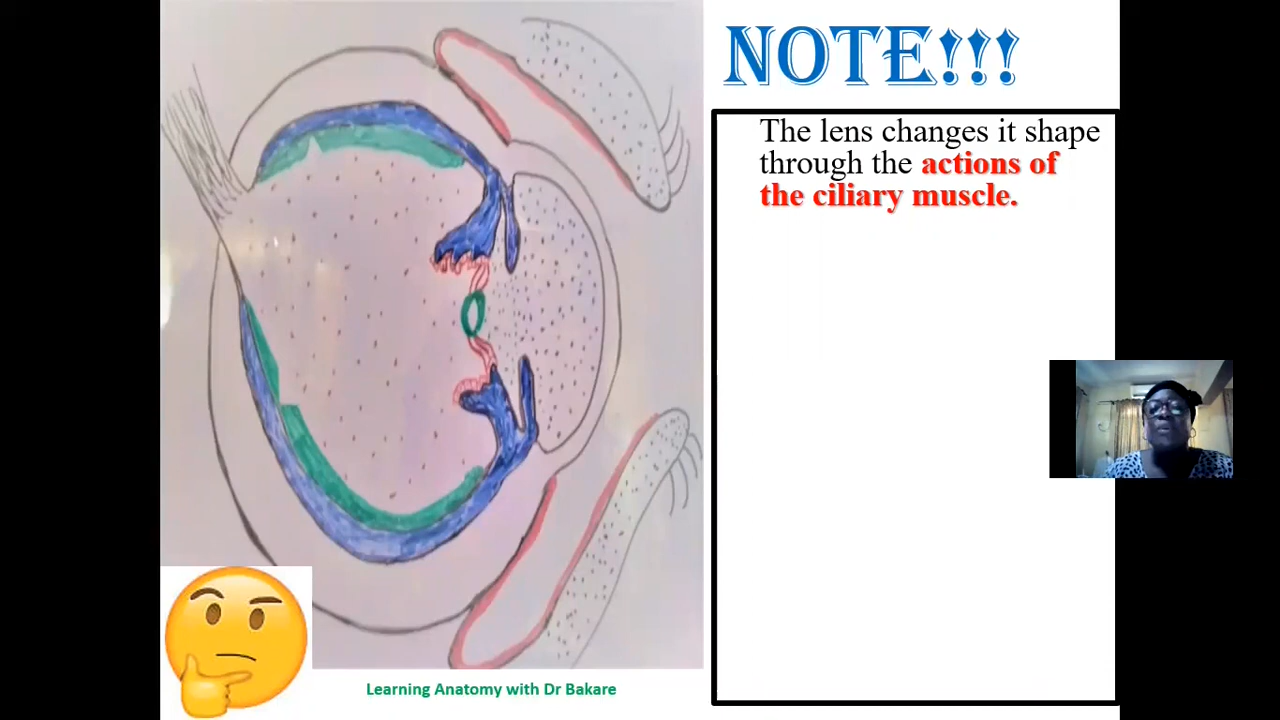 NOTE!!!
The lens changes it shape
through the actions of
the ciliary muscle.
Learning Anatomy with Dr Bakare